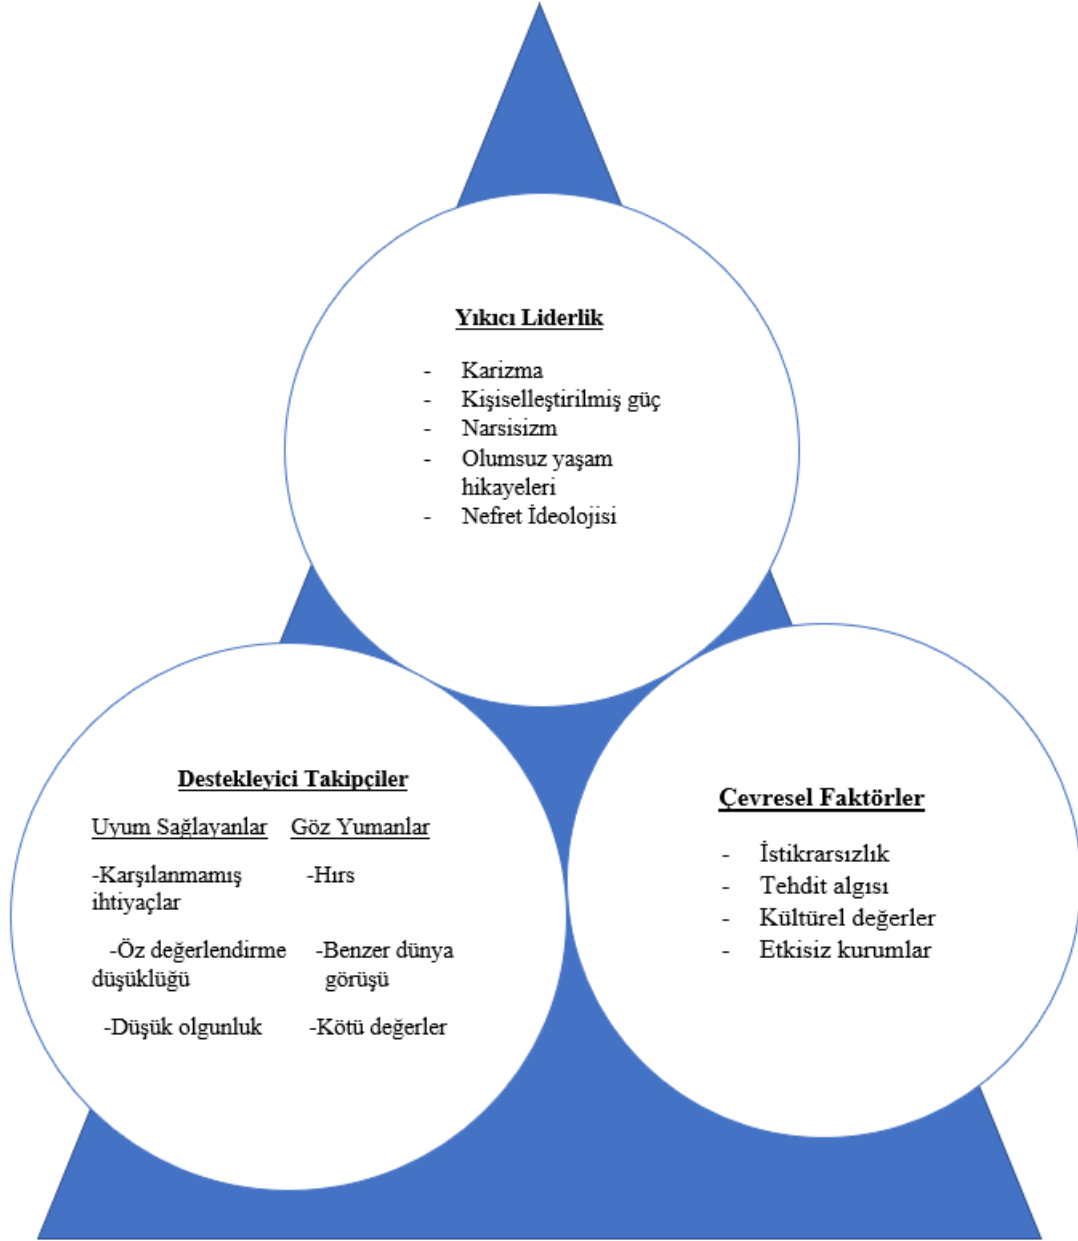 Yıkıcı Liderlik
- Karizma
- Kişiselleştirilmiş güç
- Narsisizm
- Olumsuz yaşam
hikayeleri
- Nefret İdeolojisi
Destekleyici Takipçiler
Uyum Sağlayanlar Göz Yumanlar
-Karşılanmamış -Hırs
ihtiyaçlar
-Öz değerlendirme -Benzer dünya
düşüklüğü görüşü
-Düşük olgunluk -Kötü değerler
Çevresel Faktörler
- İstikrarsızlık
- Tehdit algısı
- Kültürel değerler
- Etkisiz kurumlar